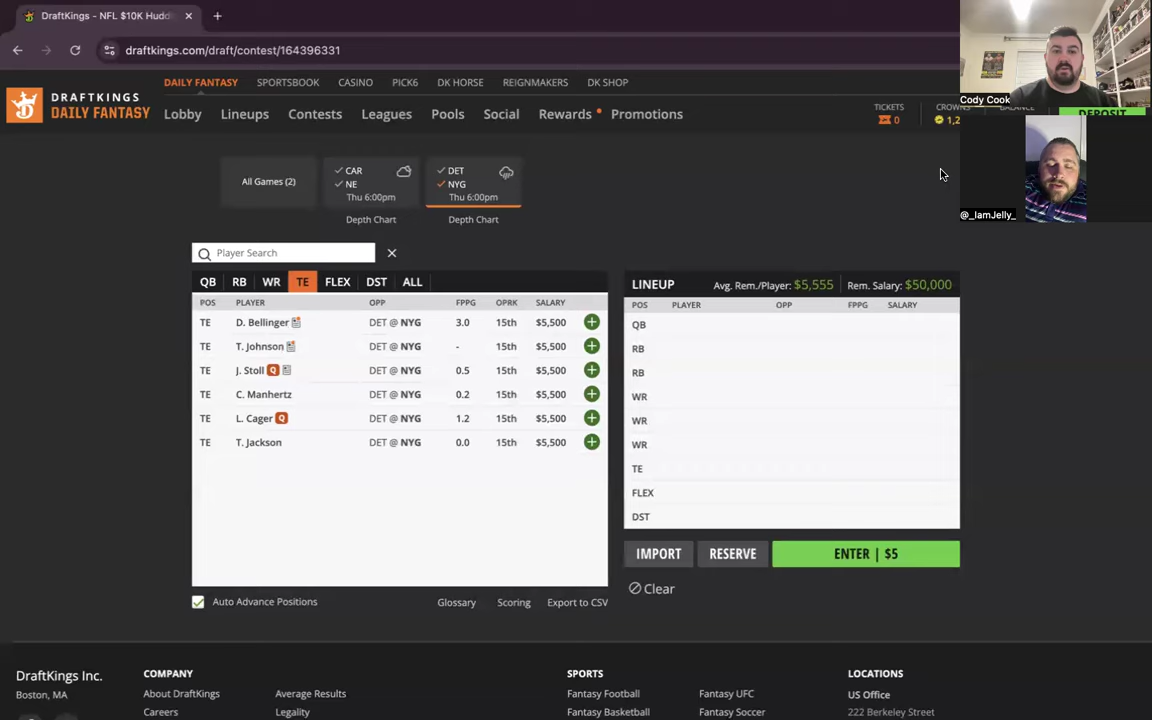 DraftKings - NFL $10K Hudd
draftkings.com/draft/contest/164396331
DRAFTKINGS
DAILY FANTASY
DAILY FANTASY SPORTSBOOK CASINO PICK6 DK HORSE REIGNMAKERS DK SHOP
Lobby Lineups Contests Leagues Pools Social Rewards Promotions
TICKETS
0
1,2
DEPOSIT
Cody Cook
@_IamJelly_
All Games (2)
CAR
NE
Thu 6:00pm
Depth Chart
DET
NYG
Thu 6:00pm
Depth Chart
Player Search
QB RB WR TE FLEX DST ALL
POS PLAYER OPP FPPG OPRK SALARY
TE D. Bellinger DET @ NYG 3.0 15th $5,500
TE T. Johnson DET @ NYG - 15th $5,500
TE J. Stoll Q DET @ NYG 0.5 15th $5,500
TE C. Manhertz DET @ NYG 0.2 15th $5,500
TE L. Cager Q DET @ NYG 1.2 15th $5,500
TE T. Jackson DET @ NYG 0.0 15th $5,500
Auto Advance Positions
Glossary Scoring Export to CSV
LINEUP Avg. Rem./Player: $5,555 Rem. Salary: $50,000
POS PLAYER OPP FPPG SALARY
QB
RB
RB
WR
WR
WR
TE
FLEX
DST
IMPORT RESERVE ENTER | $5
Clear
DraftKings Inc.
Boston, MA
COMPANY
About DraftKings Average Results
Careers Legality
SPORTS
Fantasy Football Fantasy UFC
Fantasy Basketball Fantasy Soccer
LOCATIONS
US Office
222 Berkeley Street